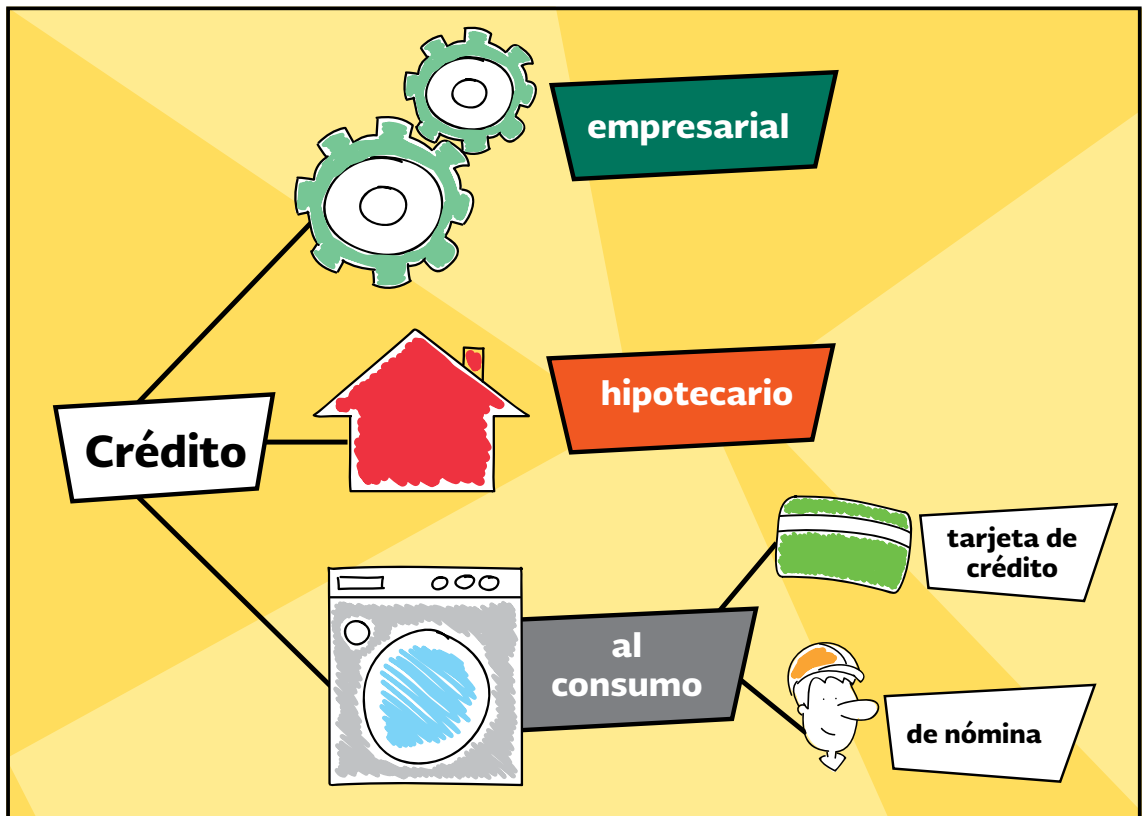 empresarial
hipotecario
Crédito
al
consumo
tarjeta de
crédito
de nómina